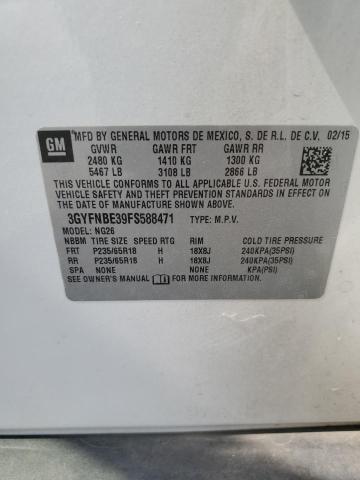 GM
MFD BY GENERAL MOTORS DE MEXICO, S. DE R.L. DE C.V. 02/15
GVWR GAWR FRT GAWR RR
2480 KG 1410 KG 1300 KG
5467 LB 3108 LB 2866 LB
THIS VEHICLE CONFORMS TO ALL APPLICABLE U.S. FEDERAL MOTOR
VEHICLE SAFETY AND THEFT PREVENTION STANDARDS IN EFFECT ON THE
DATE OF MANUFACTURE SHOWN ABOVE.
3GYFNBE39FS588471 TYPE: M.P.V.
MODEL: NG26
NBBM TIRE SIZE SPEED RTG RIM COLD TIRE PRESSURE
FRT P235/65R18 H 18X8J 240KPA(35PSI)
RR P235/65R18 H 18X8J 240KPA(35PSI)
SPA NONE NONE KPA(PSI)
SEE OWNER'S MANUAL FOR MORE INFORMATION.